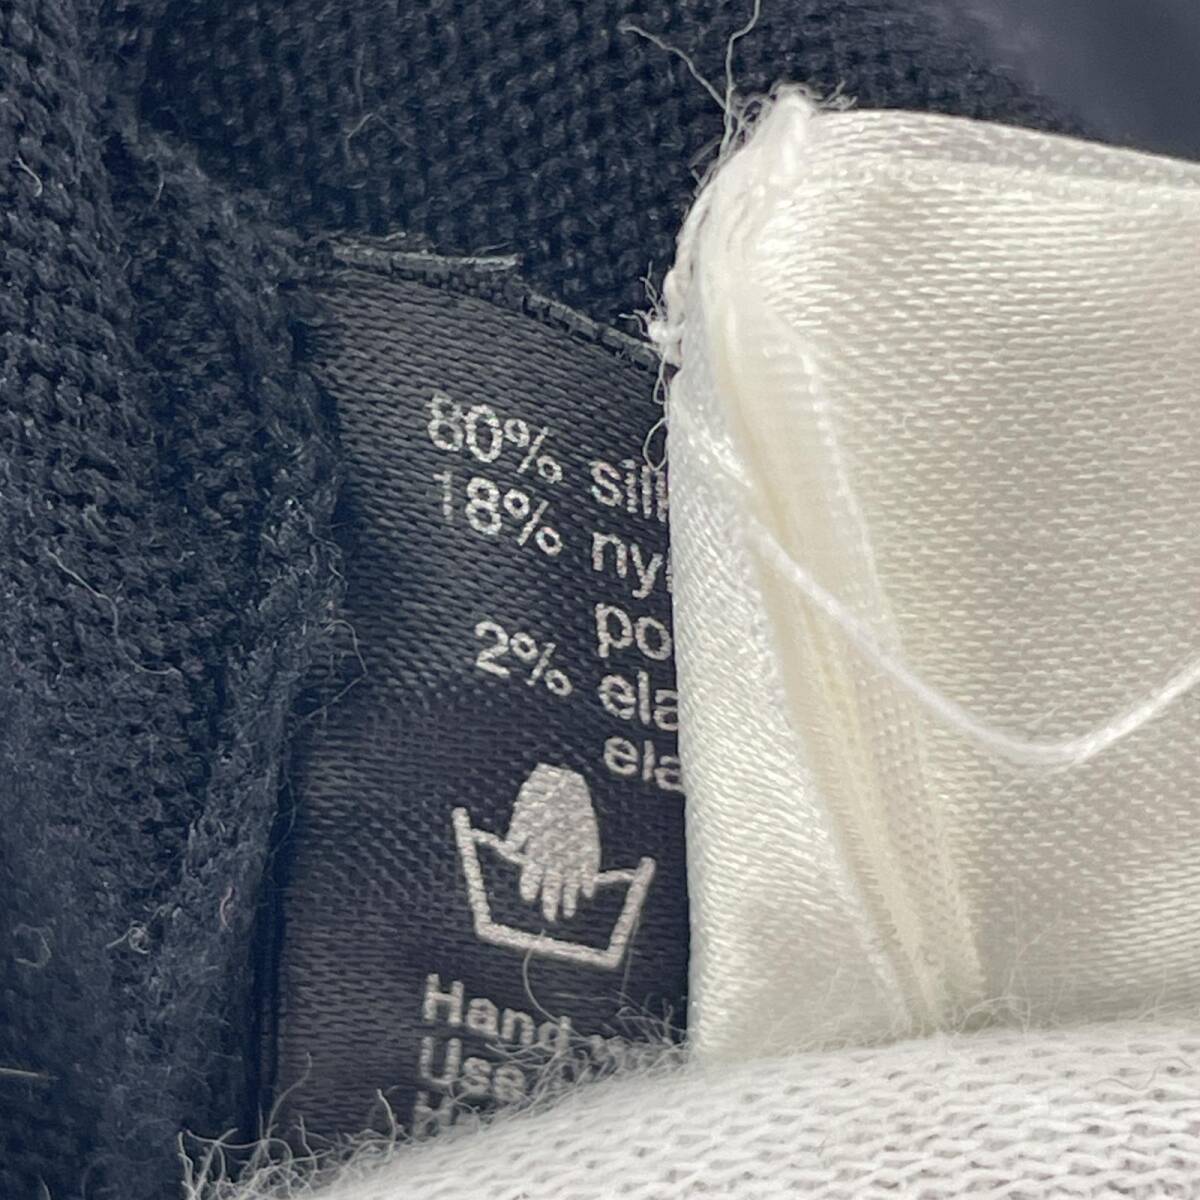 80% sil
18% ny
po
2% ela
ela
Hand
Use